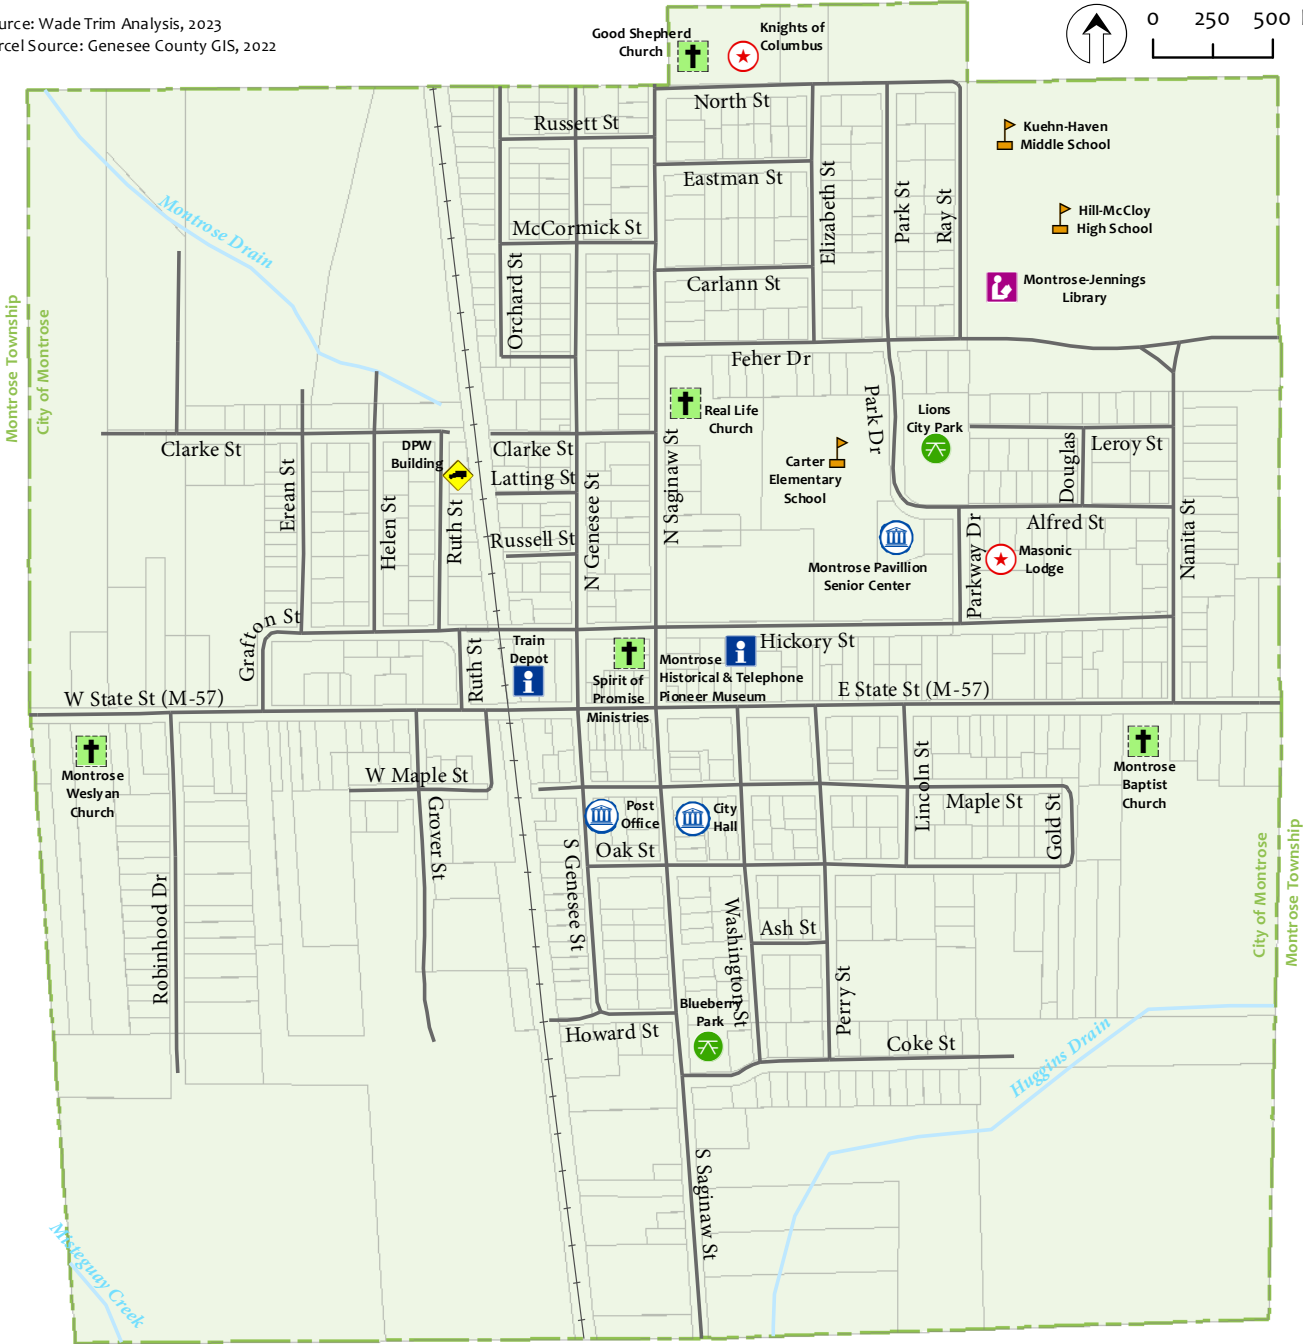 urce: Wade Trim Analysis, 2023
rcel Source: Genesee County GIS, 2022
0 250 500
Good Shepherd
Church
Knights of
Columbus
North St
Russett St
Kuehn-Haven
Middle School
Eastman St
Elizabeth St
Park St
Ray St
Hill-McCloy
High School
Montrose Drain
McCormick St
Orchard St
Carlann St
Montrose-Jennings
Library
Montrose Township
City of Montrose
Feher Dr
Park Dr
Real Life
Church
Lions
City Park
Clarke St
DPW
Building
Clarke St
Latting St
Russell St
N Genesee St
N Saginaw St
Carter
Elementary
School
Douglas
Leroy St
Erean St
Helen St
Ruth St
Alfred St
Nanita St
Parkway Dr
Masonic
Lodge
Montrose Pavillion
Senior Center
Grafton St
Ruth St
Train
Depot
Spirit of
Promise
Ministries
Montrose
Historical & Telephone
Pioneer Museum
Hickory St
W State St (M-57)
E State St (M-57)
Montrose
Weslyan
Church
W Maple St
Grover St
Post
Office
City
Hall
Oak St
Lincoln St
Maple St
Gold St
Montrose
Baptist
Church
City of Montrose
Montrose Township
Robinhood Dr
S Genesee St
Washington St
Ash St
Perry St
Blueberry
Park
Howard St
Coke St
Huggins Drain
S Saginaw St
Misteguay Creek